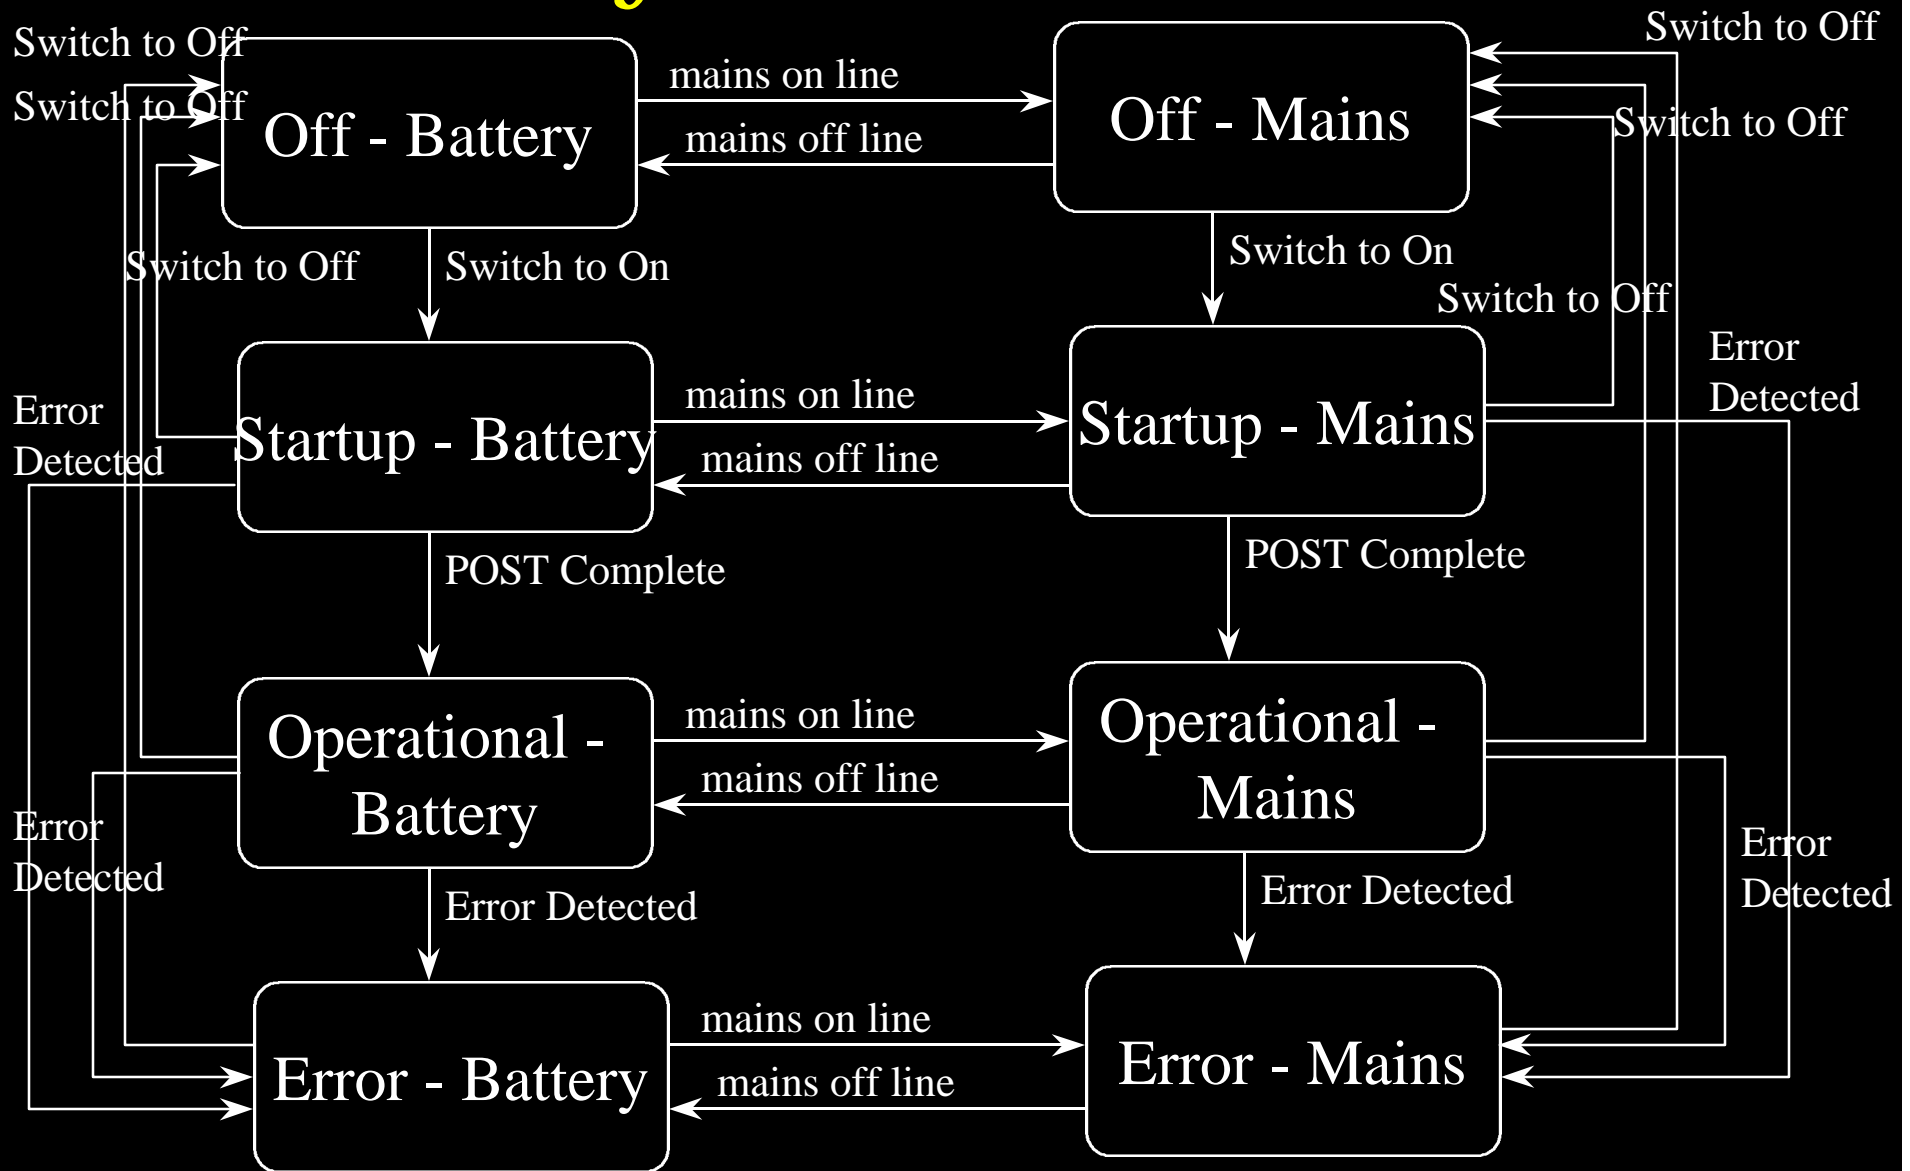 Switch to Off
Switch to Off
mains on line
Switch to Off
Off - Battery
mains off line
Off - Mains
Switch to Off
Switch to Off
Switch to On
Switch to On
Switch to Off
Error
Detected
mains on line
Startup - Battery
mains off line
Startup - Mains
Error
Detected
POST Complete
POST Complete
Operational -
Battery
mains on line
mains off line
Operational -
Mains
Error
Detected
Error
Detected
Error Detected
Error Detected
mains on line
Error - Battery
mains off line
Error - Mains